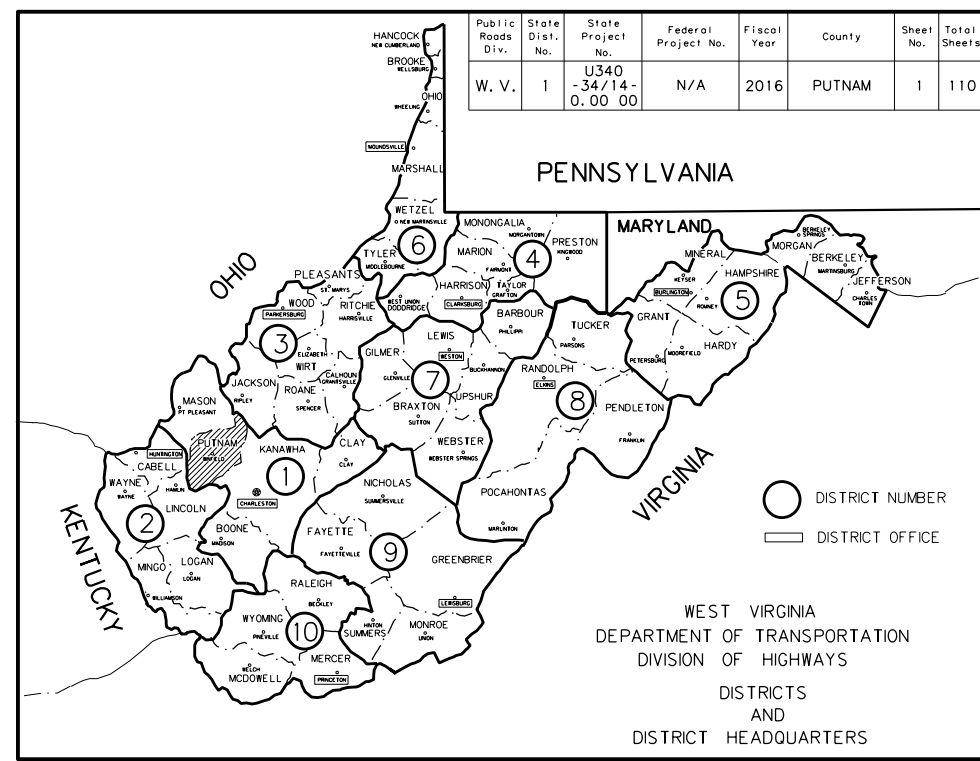 Public Roads Div.
State Dist. No.
State Project No.
Federal Project No.
Fiscal Year
County
Sheet No.
Total Sheets
W. V.
1
U340 -34/14- 0.00 00
N/A
2016
PUTNAM
1
110
HANCOCK
NEW CUMBERLAND
BROOKE
WELLSBURG
OHIO
WHEELING
MOUNDSVILLE
MARSHALL
PENNSYLVANIA
WETZEL
NEW MARTINSVILLE
6
TYLER
MIDDLEBOURNE
MONONGALIA
MORGANTOWN
MARION
4
PRESTON
KINGWOOD
FAIRMONT
HARRISON
TAYLOR
GRAFTON
CLARKSBURG
WEST UNION
DODDRIDGE
BARBOUR
PHILIPPI
MARYLAND
MORGAN
BERKELEY SPRINGS
BERKELEY
MARTINSBURG
JEFFERSON
CHARLES TOWN
MINERAL
KEYSER
BURLINGTON
HAMPSHIRE
ROMNEY
5
GRANT
PETERSBURG
MOOREFIELD
HARDY
OHIO
PLEASANTS
ST. MARYS
WOOD
PARKERSBURG
RITCHIE
HARRISVILLE
3
ELIZABETH
WIRT
CALHOUN
GRANTSVILLE
JACKSON
RIPLEY
ROANE
SPENCER
GILMER
GLENVILLE
LEWIS
WESTON
7
BUCKHANNON
UPSHUR
BRAXTON
SUTTON
WEBSTER
WEBSTER SPRINGS
TUCKER
PARSONS
RANDOLPH
ELKINS
8
PENDLETON
FRANKLIN
POCAHONTAS
MARLINTON
MASON
PT PLEASANT
PUTNAM
WINFIELD
KANAWHA
1
CHARLESTON
CLAY
CLAY
HUNTINGTON
CABELL
WAYNE
WAYNE
HAMLIN
LINCOLN
2
BOONE
MADISON
MINGO
LOGAN
LOGAN
WILLIAMSON
KENTUCKY
NICHOLAS
SUMMERSVILLE
FAYETTE
FAYETTEVILLE
9
GREENBRIER
LEWISBURG
RALEIGH
BECKLEY
WYOMING
PINEVILLE
10
HINTON
SUMMERS
MONROE
UNION
WELCH
MCDOWELL
MERCER
PRINCETON
VIRGINIA
DISTRICT NUMBER
DISTRICT OFFICE
WEST VIRGINIA
DEPARTMENT OF TRANSPORTATION
DIVISION OF HIGHWAYS
DISTRICTS
AND
DISTRICT HEADQUARTERS